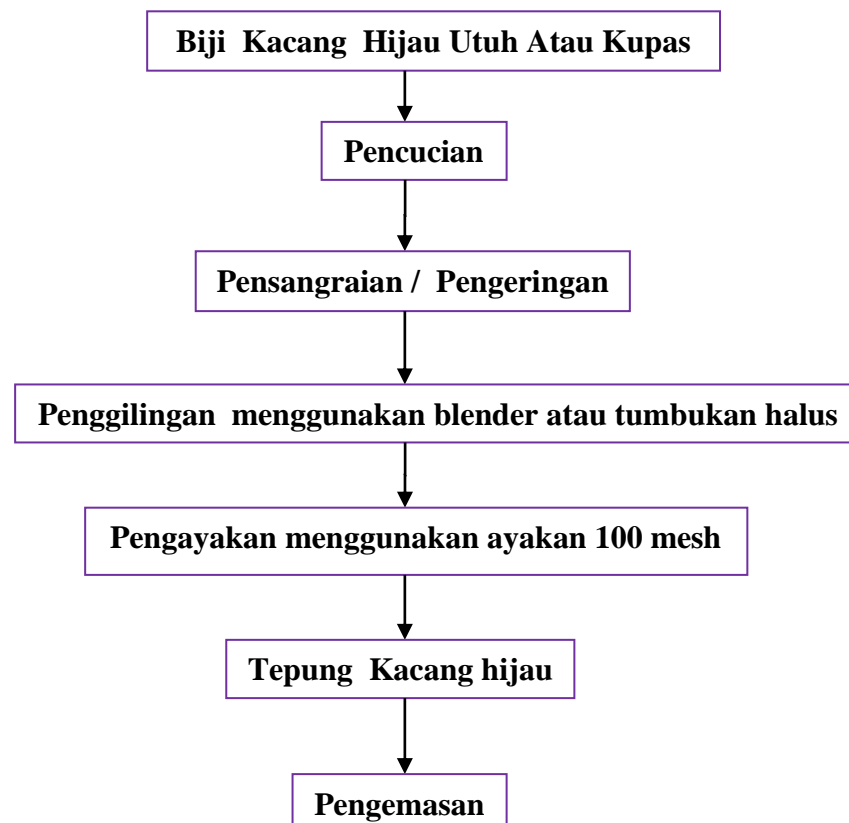 Biji Kacang Hijau Utuh Atau Kupas
Pencucian
Pensangraian / Pengeringan
Penggilingan menggunakan blender atau tumbukan halus
Pengayakan menggunakan ayakan 100 mesh
Tepung Kacang hijau
Pengemasan